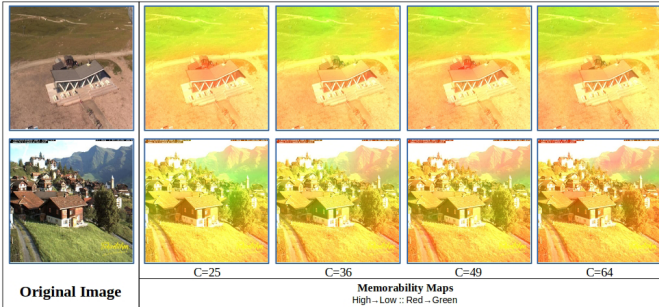 C=25
C=36
C=49
C=64
Original Image
Memorability Maps
High→Low :: Red→Green